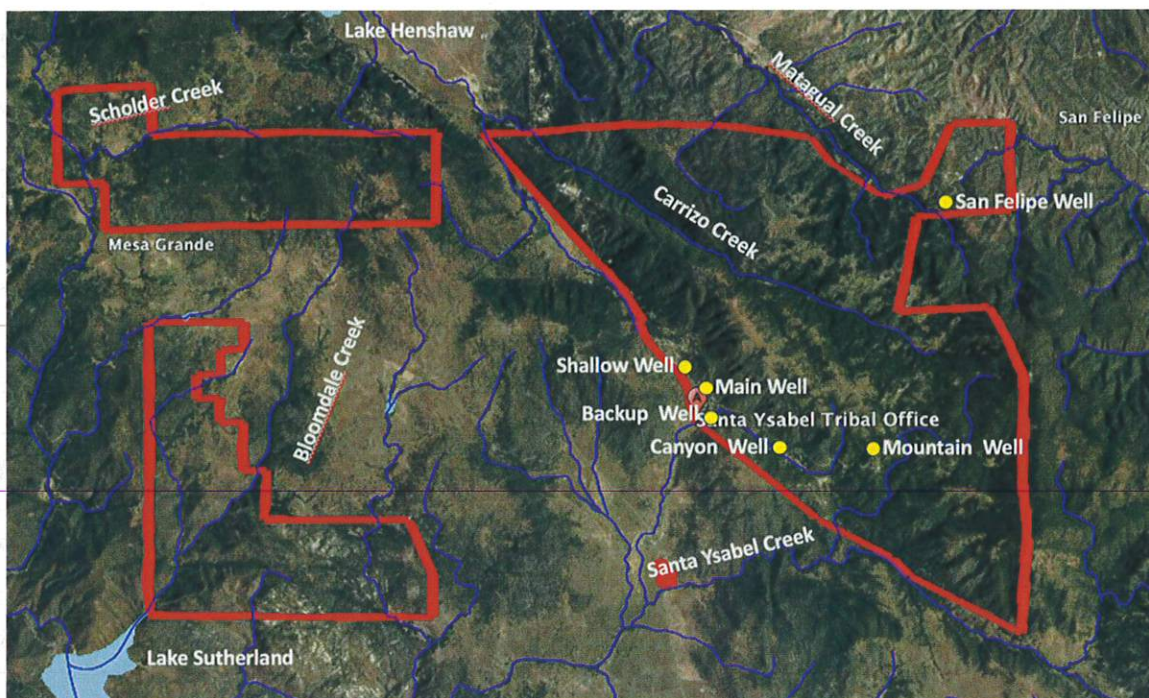 Lake Henshaw
Scholder Creek
Matagual Creek
San Felipe
San Felipe Well
Carrizo Creek
Mesa Grande
Bloomdale Creek
Shallow Well
Main Well
A
Backup Well
Santa Ysabel Tribal Office
Canyon Well
Mountain Well
Santa Ysabel Creek
Lake Sutherland